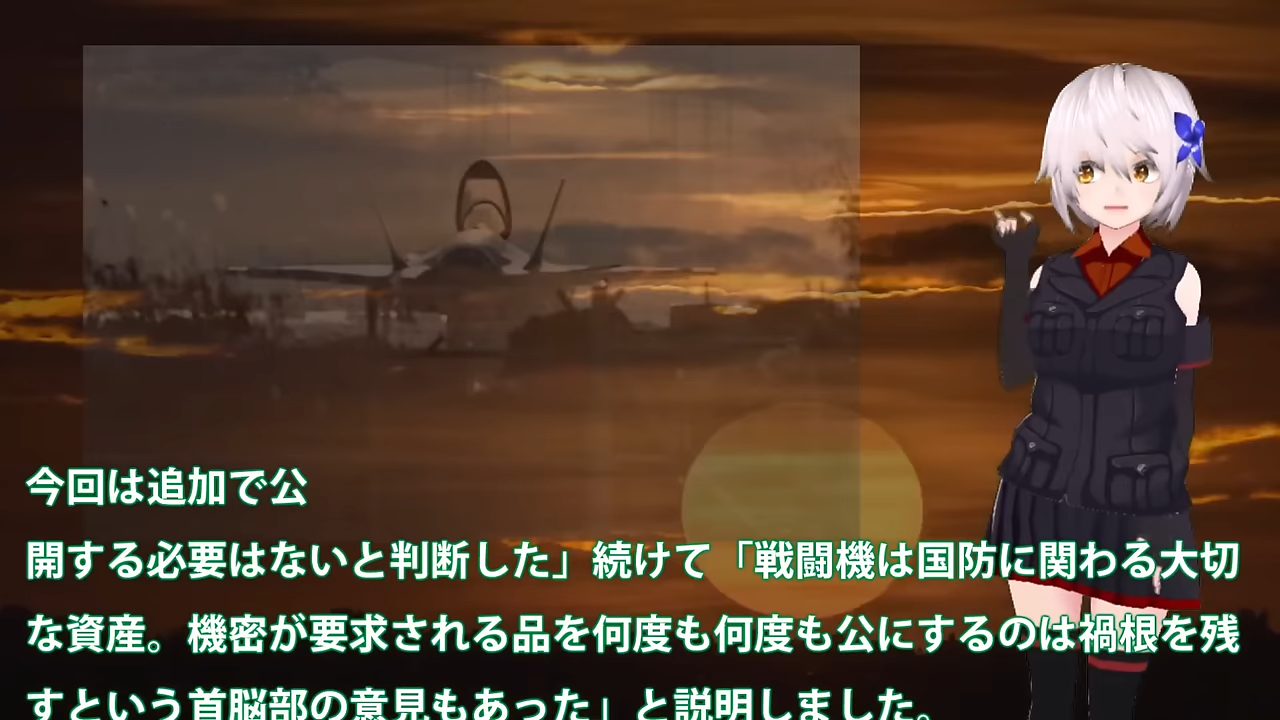 今回は追加で公
開する必要はないと判断した」続けて「戦闘機は国防に関わる大切
な資産。機密が要求される品を何度も何度も公にするのは禍根を残
すという首脳部の意見もあった」と説明しました。